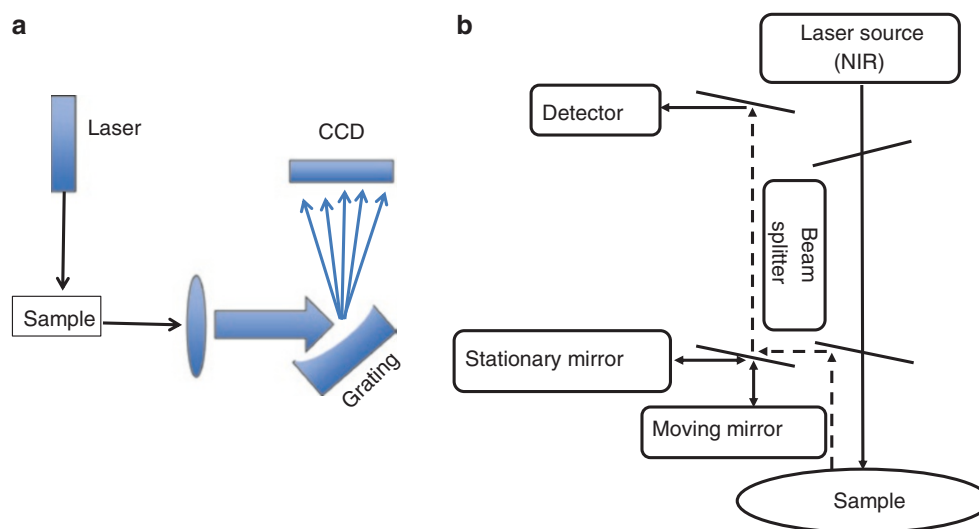 a
Laser
CCD
Sample
Grating
b
Laser source
(NIR)
Detector
Beam
splitter
Stationary mirror
Moving mirror
Sample